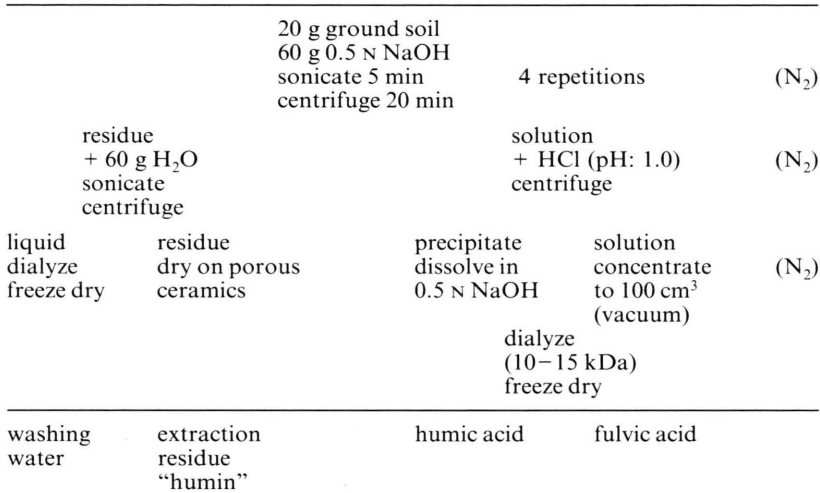 20 g ground soil
60 g 0.5 N NaOH
sonicate 5 min 4 repetitions (N₂)
centrifuge 20 min
residue solution
+ 60 g H₂O + HCl (pH: 1.0) (N₂)
sonicate centrifuge
centrifuge
liquid residue precipitate solution
dialyze dry on porous dissolve in concentrate (N₂)
freeze dry ceramics 0.5 N NaOH to 100 cm³
(vacuum)
dialyze
(10–15 kDa)
freeze dry
washing extraction humic acid fulvic acid
water residue
“humin”